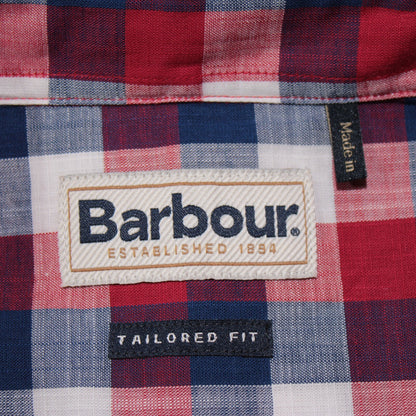 Made in
Barbour®
ESTABLISHED 1894
TAILORED FIT